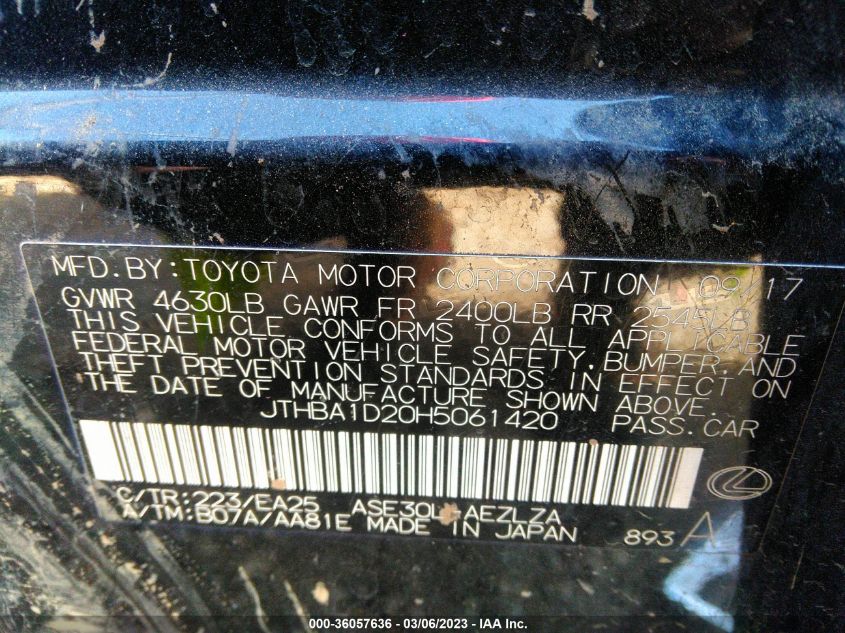 MFD.BY:TOYOTA MOTOR CORPORATION 09/17
GVWR 4630LB GAWR FR 2400LB RR 2545LB
THIS VEHICLE CONFORMS TO ALL APPLICABLE
FEDERAL MOTOR VEHICLE SAFETY,BUMPER,AND
THEFT PREVENTION STANDARDS IN EFFECT ON
THE DATE OF MANUFACTURE SHOWN ABOVE.
JTHBA1D20H5061420 PASS.CAR
C/TR:223/EA25 ASE30L-AEZLZA
A/TM:B07A/AA81E MADE IN JAPAN 893 A
000-36057636 - 03/06/2023 - IAA Inc.